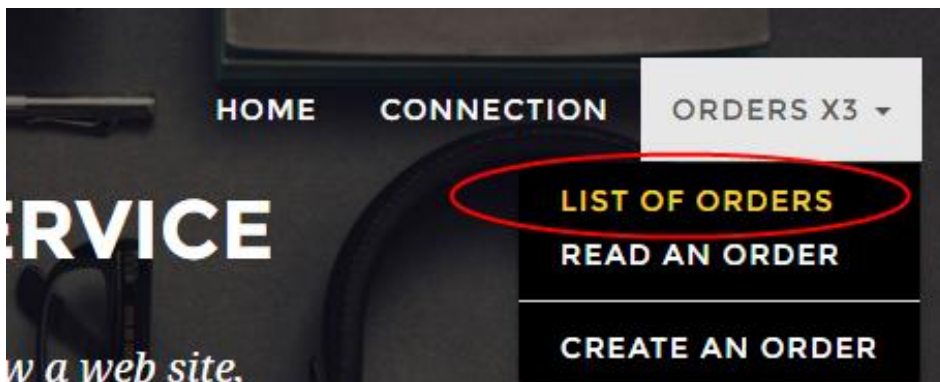 HOME CONNECTION ORDERS X3
LIST OF ORDERS
READ AN ORDER
CREATE AN ORDER
ERVICE
w a web site,